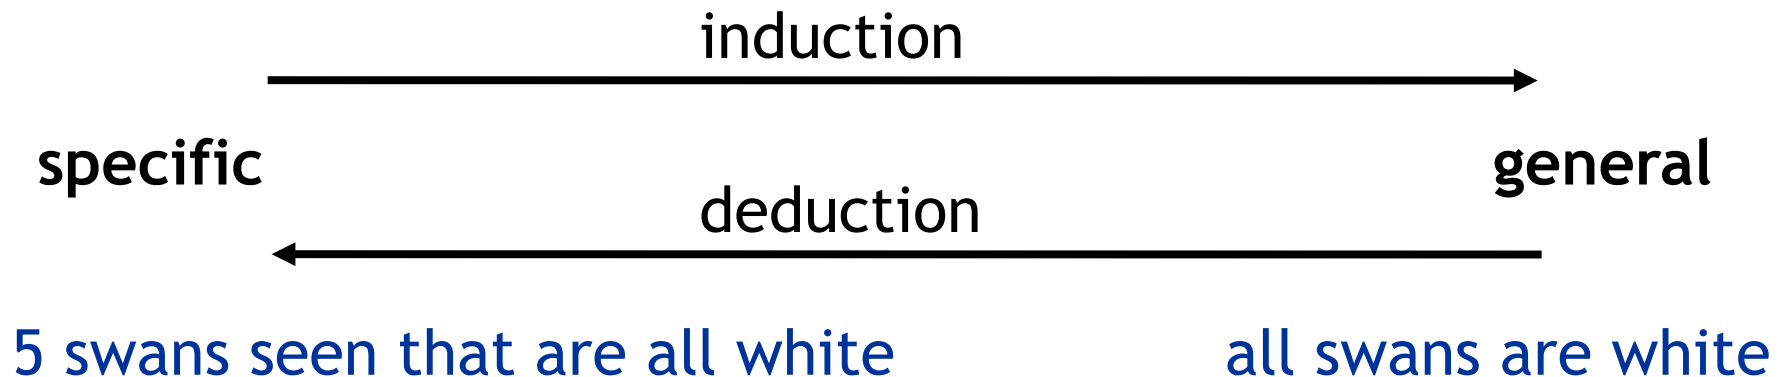 induction
specific
general
deduction
5 swans seen that are all white
all swans are white